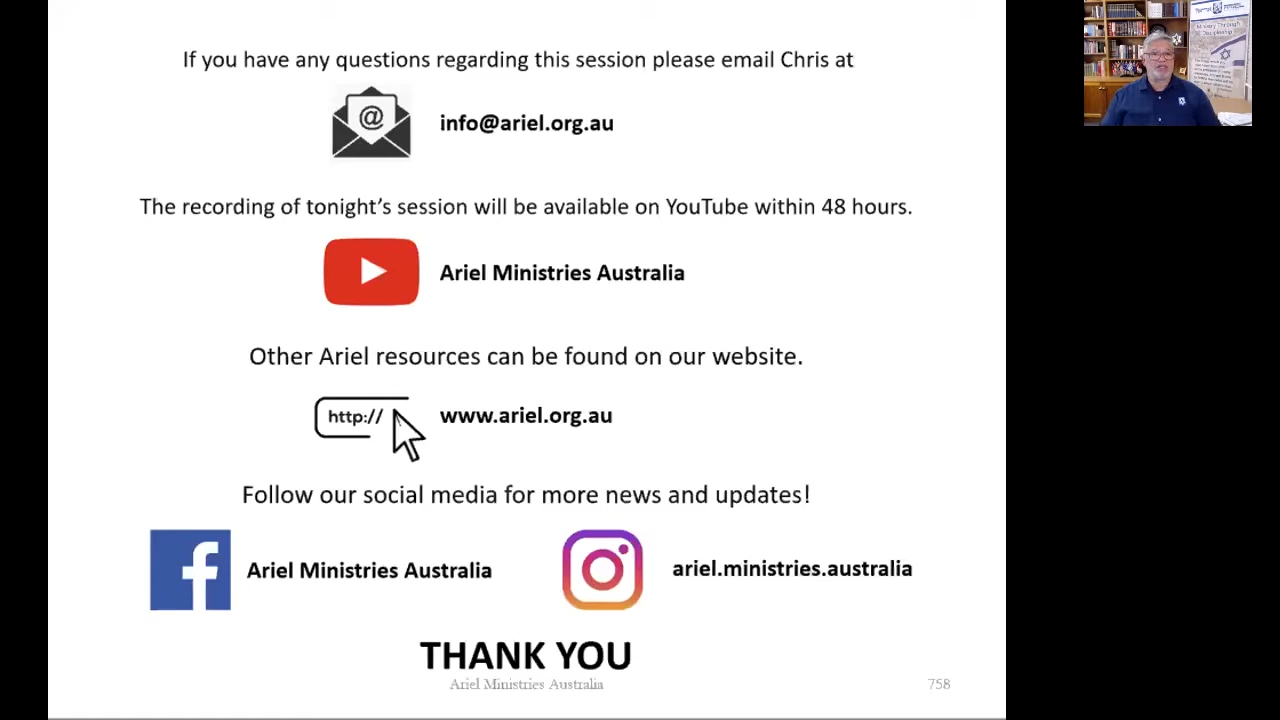 If you have any questions regarding this session please email Chris at
@
info@ariel.org.au
The recording of tonight's session will be available on YouTube within 48 hours.
Ariel Ministries Australia
Other Ariel resources can be found on our website.
http://
www.ariel.org.au
Follow our social media for more news and updates!
f
Ariel Ministries Australia
ariel.ministries.australia
THANK YOU
Ariel Ministries Australia
758
Ministry Through
Discipleship